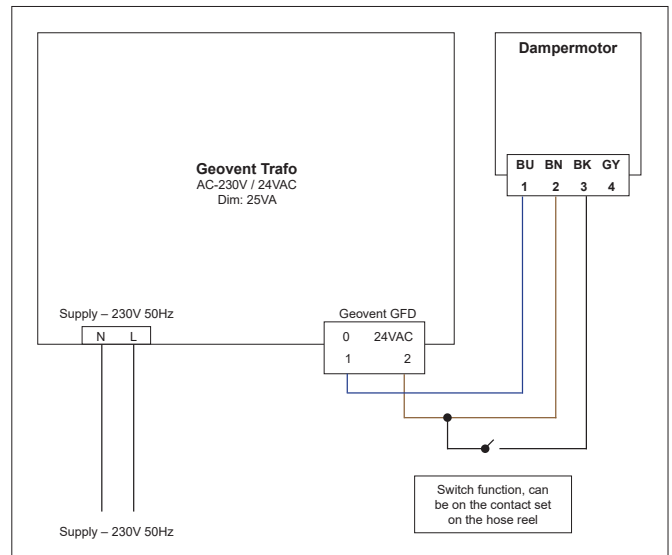 Dampermotor
BU BN BK GY
1 2 3 4
Geovent Trafo
AC-230V / 24VAC
Dim: 25VA
Supply – 230V 50Hz
N L
Geovent GFD
0 24VAC
1 2
Switch function, can
be on the contact set
on the hose reel
Supply – 230V 50Hz